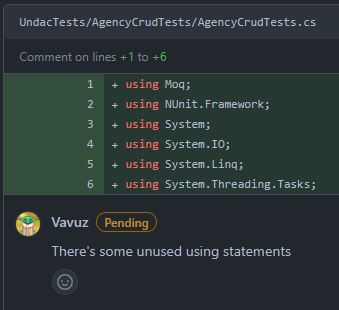 UndacTests/AgencyCrudTests/AgencyCrudTests.cs
Comment on lines +1 to +6
1 + using Moq;
2 + using NUnit.Framework;
3 + using System;
4 + using System.IO;
5 + using System.Linq;
6 + using System.Threading.Tasks;
Vavuz Pending
There's some unused using statements